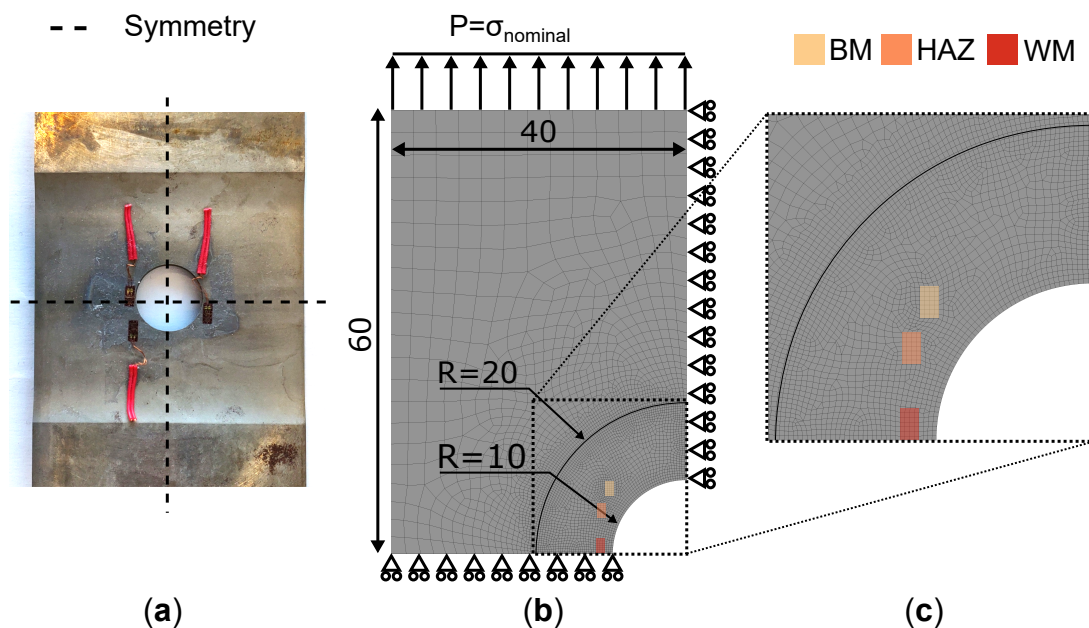 Symmetry
P=σnominal
BM
HAZ
WM
40
60
R=20
R=10
(a)
(b)
(c)